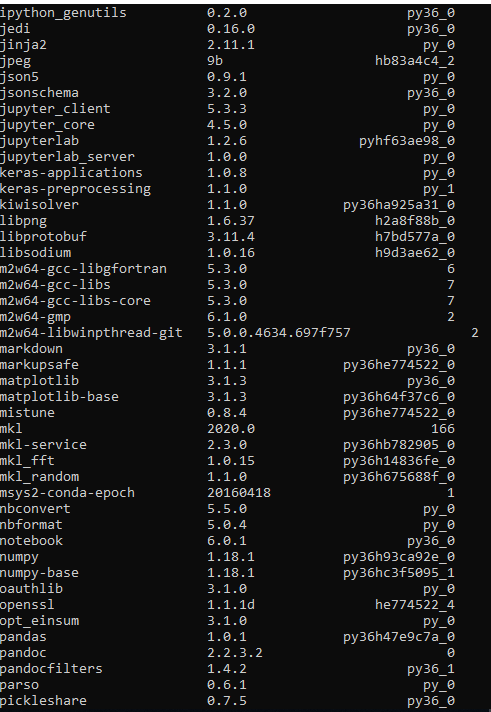 ipython_genutils 0.2.0 py36_0
jedi 0.16.0 py36_0
jinja2 2.11.1 py_0
jpeg 9b hb83a4c4_2
json5 0.9.1 py_0
jsonschema 3.2.0 py36_0
jupyter_client 5.3.3 py_0
jupyter_core 4.5.0 py_0
jupyterlab 1.2.6 pyhf63ae98_0
jupyterlab_server 1.0.0 py_0
keras-applications 1.0.8 py_0
keras-preprocessing 1.1.0 py_1
kiwisolver 1.1.0 py36ha925a31_0
libpng 1.6.37 h2a8f88b_0
libprotobuf 3.11.4 h7bd577a_0
libsodium 1.0.16 h9d3ae62_0
m2w64-gcc-libgfortran 5.3.0 6
m2w64-gcc-libs 5.3.0 7
m2w64-gcc-libs-core 5.3.0 7
m2w64-gmp 6.1.0 2
m2w64-libwinpthread-git 5.0.0.4634.697f757 2
markdown 3.1.1 py36_0
markupsafe 1.1.1 py36he774522_0
matplotlib 3.1.3 py36_0
matplotlib-base 3.1.3 py36h64f37c6_0
mistune 0.8.4 py36he774522_0
mkl 2020.0 166
mkl-service 2.3.0 py36hb782905_0
mkl_fft 1.0.15 py36h14836fe_0
mkl_random 1.1.0 py36h675688f_0
msys2-conda-epoch 20160418 1
nbconvert 5.5.0 py_0
nbformat 5.0.4 py_0
notebook 6.0.1 py36_0
numpy 1.18.1 py36h93ca92e_0
numpy-base 1.18.1 py36hc3f5095_1
oauthlib 3.1.0 py_0
openssl 1.1.1d he774522_4
opt_einsum 3.1.0 py_0
pandas 1.0.1 py36h47e9c7a_0
pandoc 2.2.3.2 0
pandocfilters 1.4.2 py36_1
parso 0.6.1 py_0
pickleshare 0.7.5 py36_0